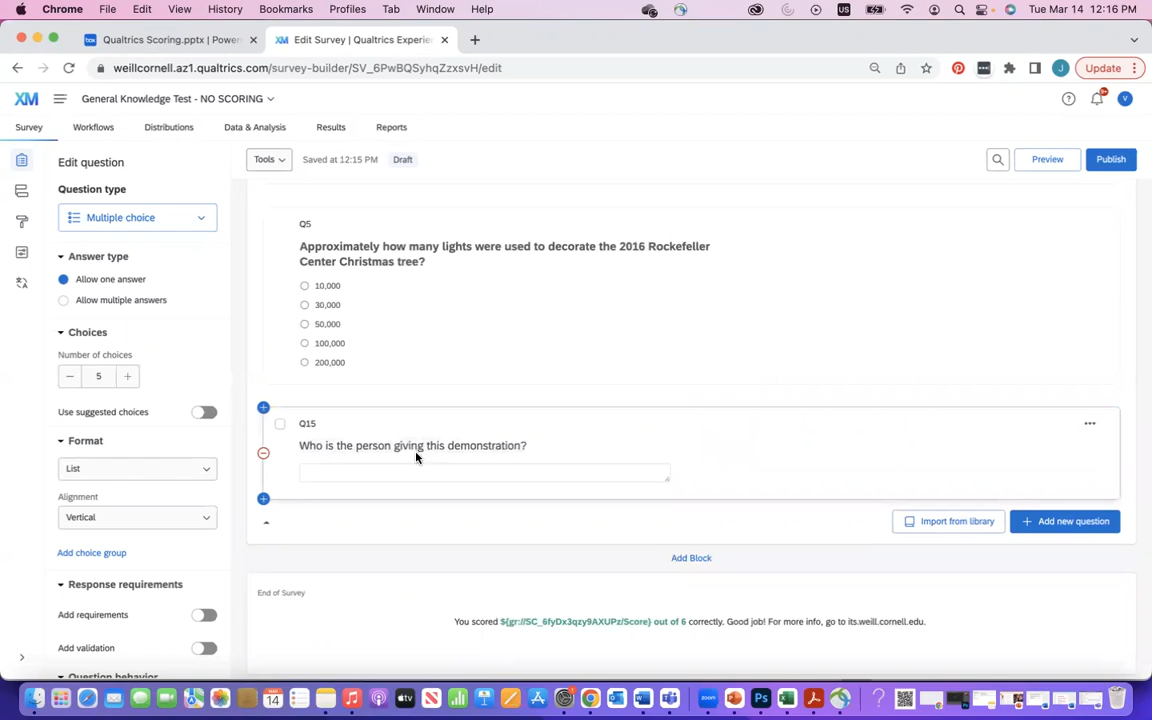 Chrome File Edit View History Bookmarks Profiles Tab Window Help US Tue Mar 14 12:16 PM
Qualtrics Scoring.pptx | Power Edit Survey | Qualtrics Experie
weillcornell.az1.qualtrics.com/survey-builder/SV_6PwBQSyhqZzxsvH/edit J Update
XM General Knowledge Test - NO SCORING 9+ V
Survey Workflows Distributions Data & Analysis Results Reports
Edit question Tools Saved at 12:15 PM Draft Preview Publish
Question type
Multiple choice
Answer type
Allow one answer
Allow multiple answers
Choices
Number of choices
5
Use suggested choices
Format
List
Alignment
Vertical
Add choice group
Response requirements
Add requirements
Add validation
Question behavior
Q5
Approximately how many lights were used to decorate the 2016 Rockefeller
Center Christmas tree?
10,000
30,000
50,000
100,000
200,000
Q15
Who is the person giving this demonstration?
Import from library Add new question
Add Block
End of Survey
You scored ${gr://SC_6fyDx3qzy9AXUPz/Score} out of 6 correctly. Good job! For more info, go to its.weill.cornell.edu.
MAR
14
tv
zoom
Ps